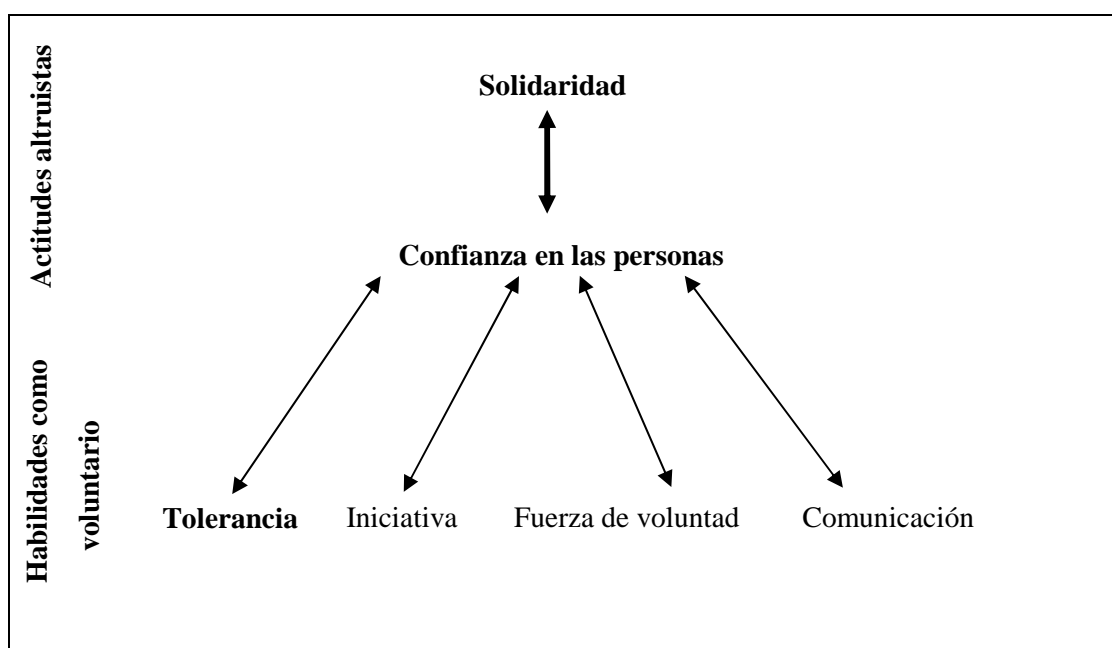 Actitudes altruistas
Solidaridad
Confianza en las personas
Habilidades como
voluntario
Tolerancia
Iniciativa
Fuerza de voluntad
Comunicación